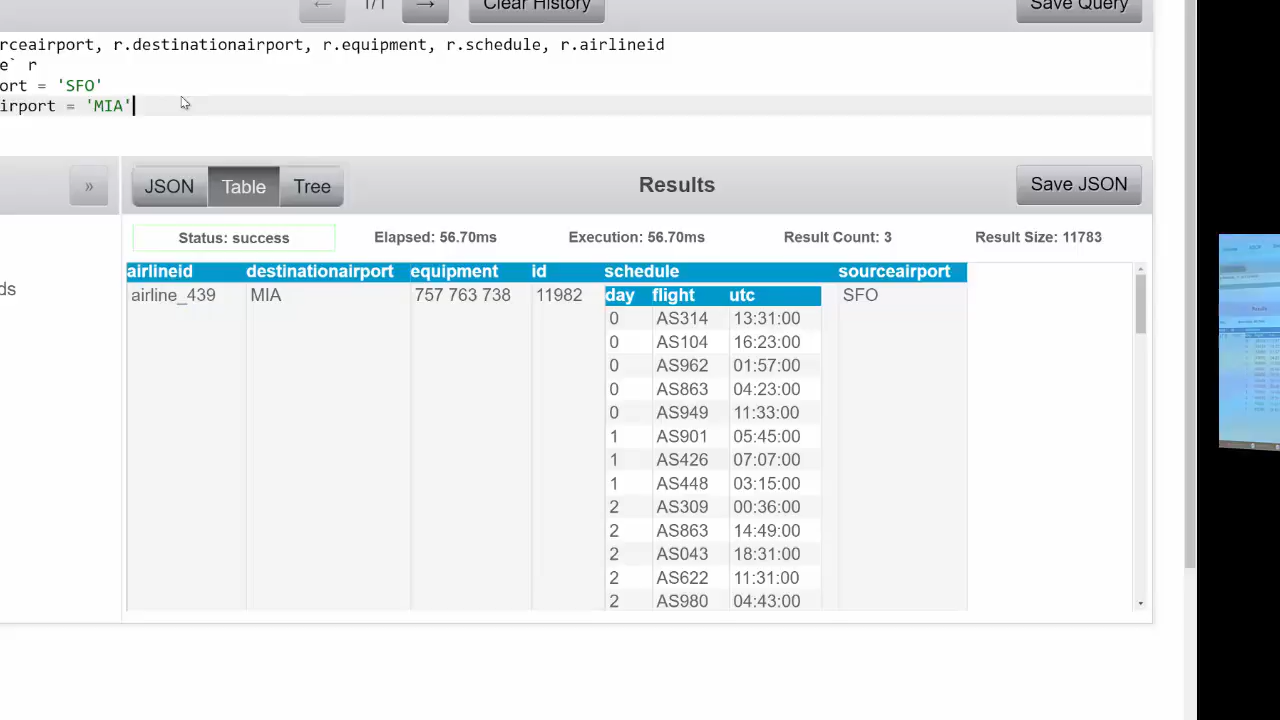 ← 1/1 → Clear History Save Query
rceairport, r.destinationairport, r.equipment, r.schedule, r.airlineid
e` r
ort = 'SFO'
irport = 'MIA'
» JSON Table Tree Results Save JSON
Status: success Elapsed: 56.70ms Execution: 56.70ms Result Count: 3 Result Size: 11783
ds
airlineid destinationairport equipment id schedule sourceairport
airline_439 MIA 757 763 738 11982 day flight utc SFO
0 AS314 13:31:00
0 AS104 16:23:00
0 AS962 01:57:00
0 AS863 04:23:00
0 AS949 11:33:00
1 AS901 05:45:00
1 AS426 07:07:00
1 AS448 03:15:00
2 AS309 00:36:00
2 AS863 14:49:00
2 AS043 18:31:00
2 AS622 11:31:00
2 AS980 04:43:00